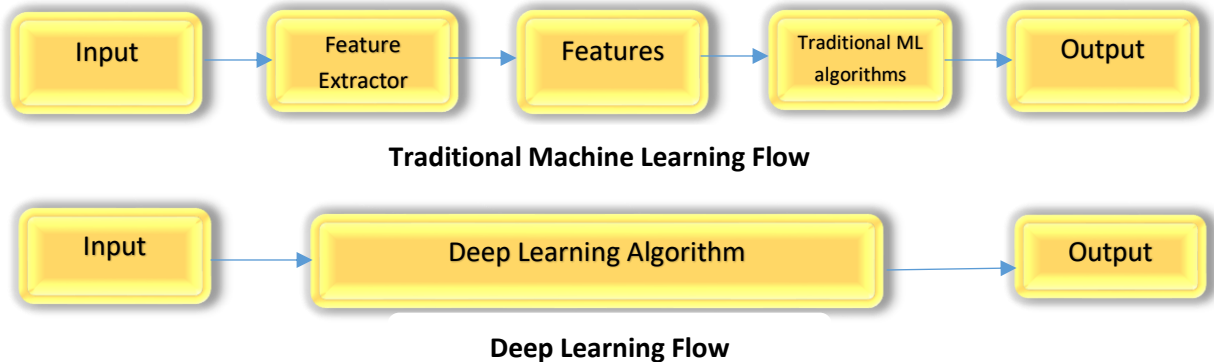 Input
Feature
Extractor
Features
Traditional ML
algorithms
Output
Traditional Machine Learning Flow
Input
Deep Learning Algorithm
Output
Deep Learning Flow